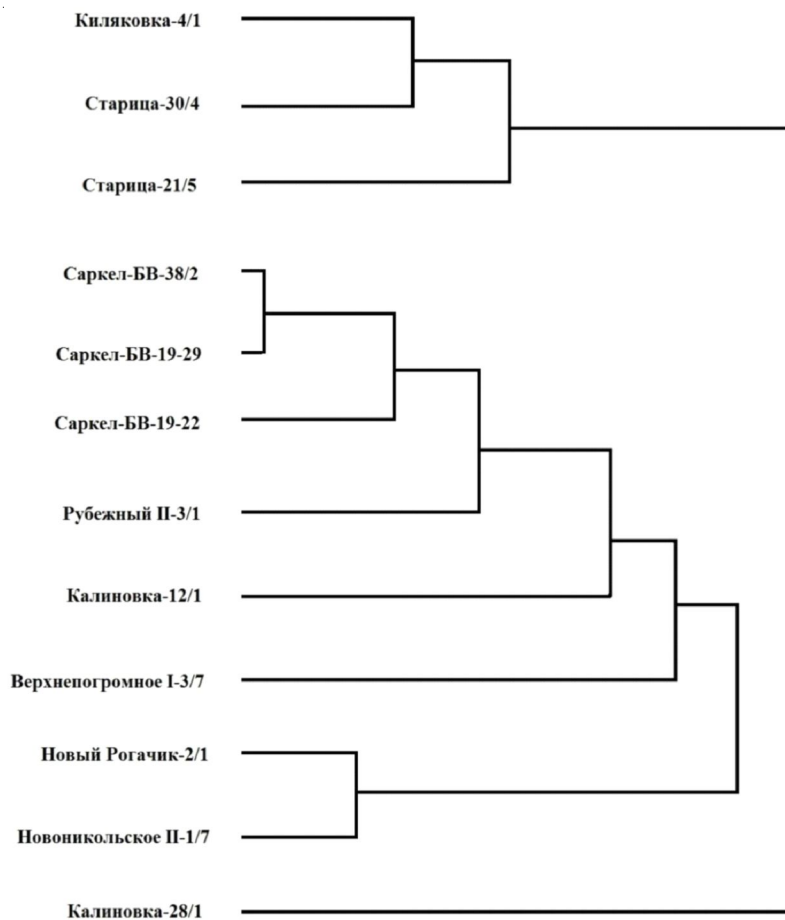 Киляковка-4/1
Старица-30/4
Старица-21/5
Саркел-БВ-38/2
Саркел-БВ-19-29
Саркел-БВ-19-22
Рубежный II-3/1
Калиновка-12/1
Верхнепогромное I-3/7
Новый Рогачик-2/1
Новоникольское II-1/7
Калиновка-28/1